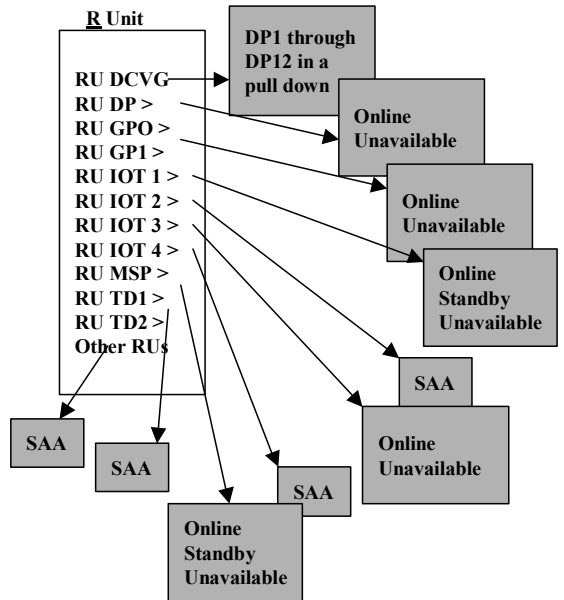 R Unit
RU DCVG
RU DP >
RU GPO >
RU GP1 >
RU IOT 1 >
RU IOT 2 >
RU IOT 3 >
RU IOT 4 >
RU MSP >
RU TD1 >
RU TD2 >
Other RUs
DP1 through
DP12 in a
pull down
Online
Unavailable
Online
Unavailable
Online
Standby
Unavailable
SAA
Online
Unavailable
SAA
SAA
SAA
Online
Standby
Unavailable